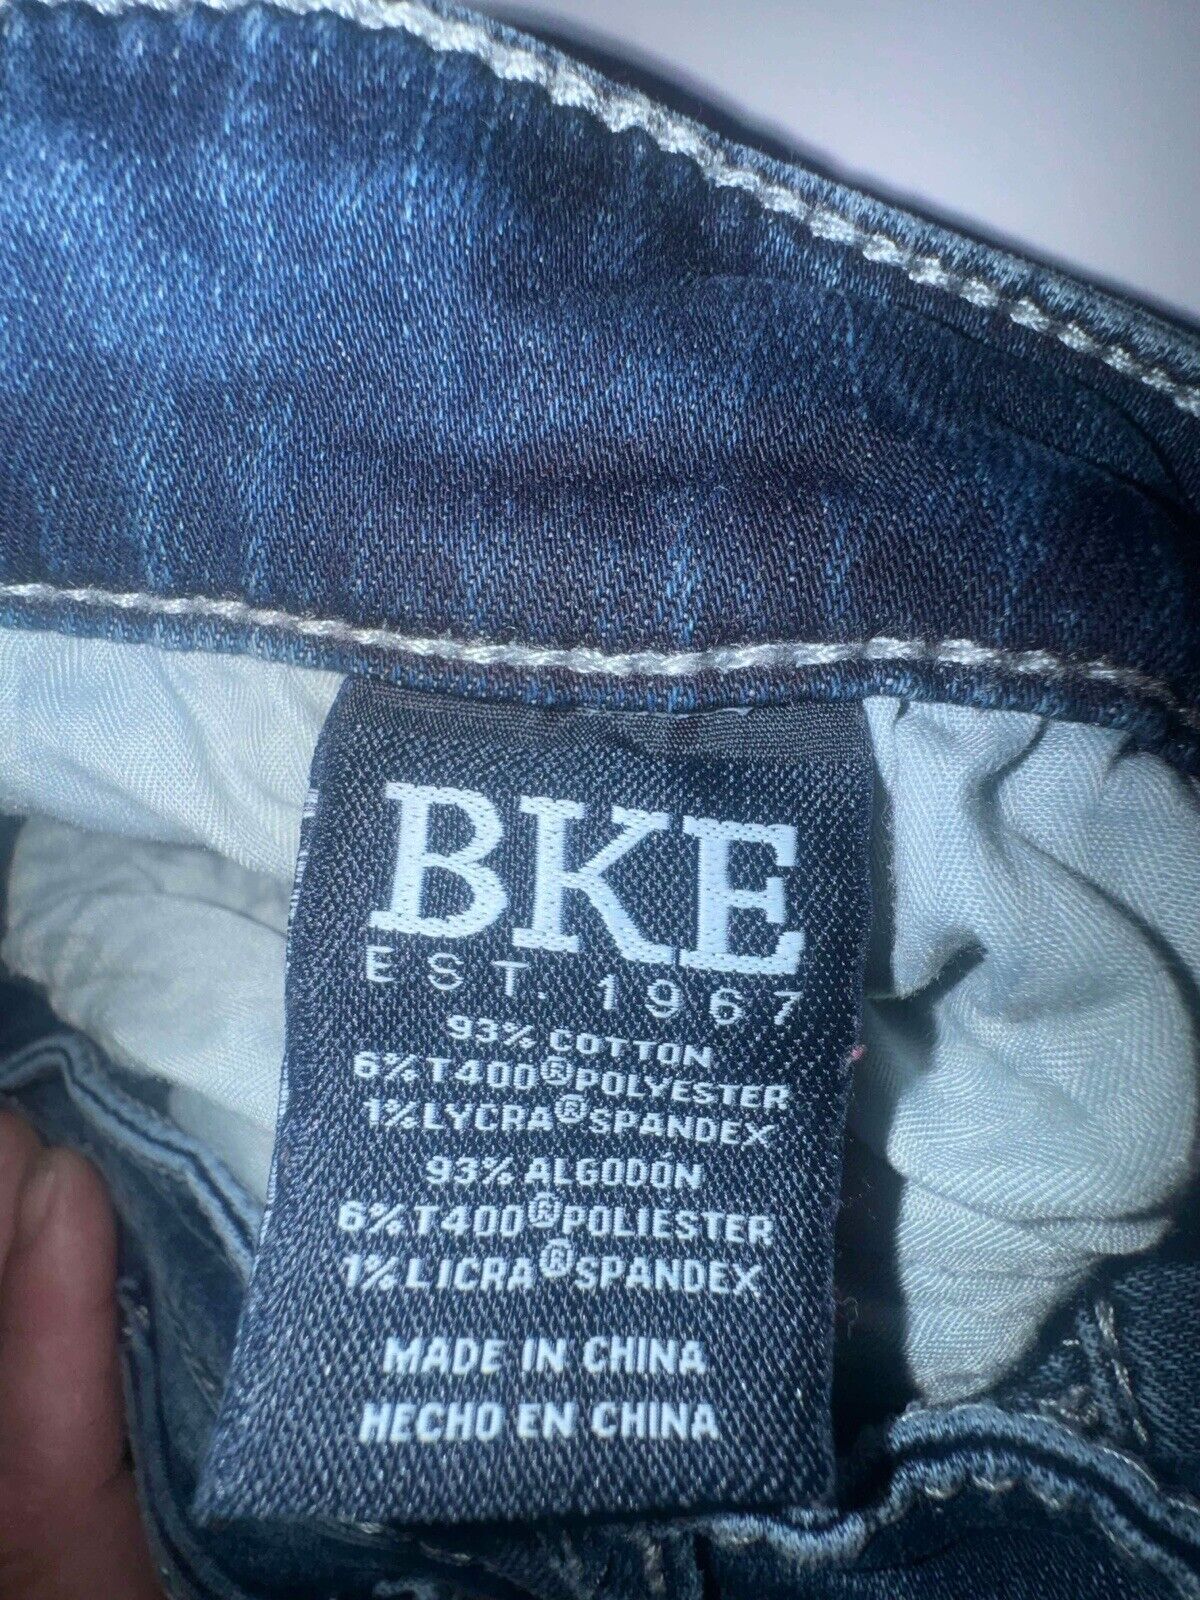 BKE
EST. 1967
93% COTTON
6% T400® POLYESTER
1% LYCRA® SPANDEX
93% ALGODÓN
6% T400® POLIÉSTER
1% LICRA® SPANDEX
MADE IN CHINA
HECHO EN CHINA